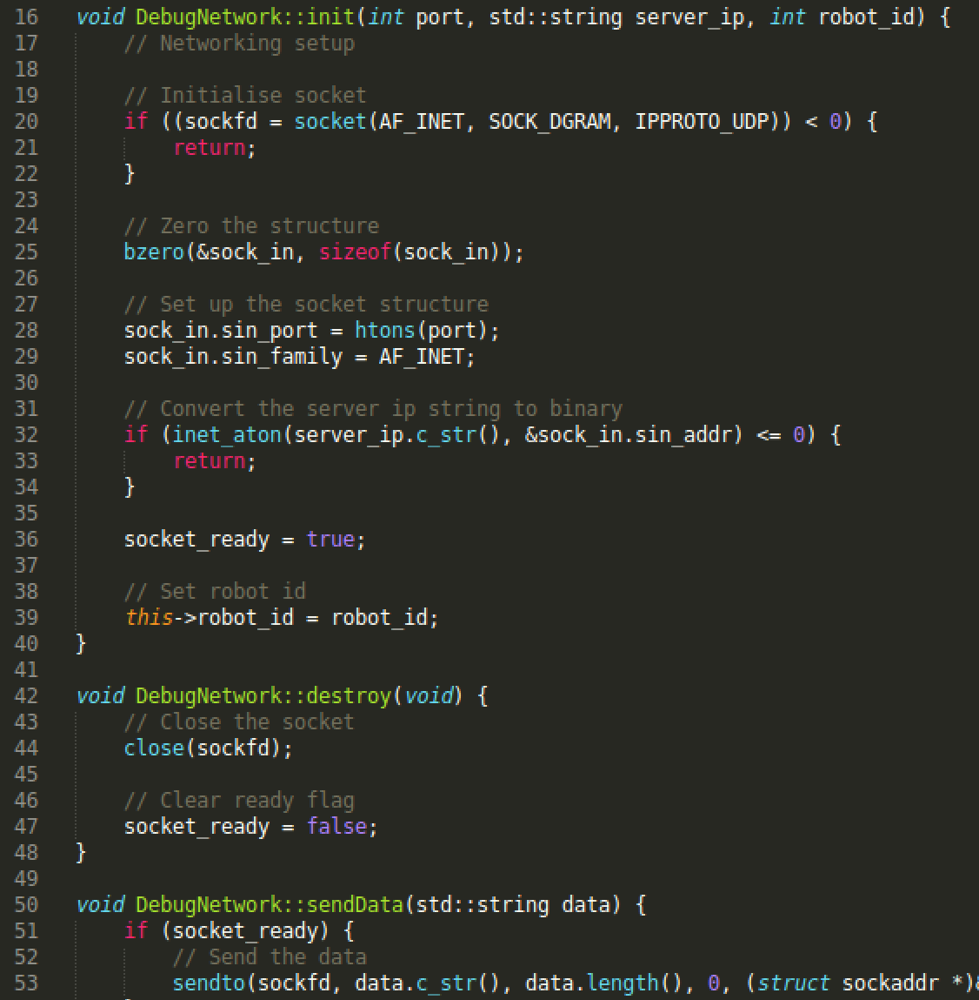 16 void DebugNetwork::init(int port, std::string server_ip, int robot_id) {
17     // Networking setup
18
19     // Initialise socket
20     if ((sockfd = socket(AF_INET, SOCK_DGRAM, IPPROTO_UDP)) < 0) {
21         return;
22     }
23
24     // Zero the structure
25     bzero(&sock_in, sizeof(sock_in));
26
27     // Set up the socket structure
28     sock_in.sin_port = htons(port);
29     sock_in.sin_family = AF_INET;
30
31     // Convert the server ip string to binary
32     if (inet_aton(server_ip.c_str(), &sock_in.sin_addr) <= 0) {
33         return;
34     }
35
36     socket_ready = true;
37
38     // Set robot id
39     this->robot_id = robot_id;
40 }
41
42 void DebugNetwork::destroy(void) {
43     // Close the socket
44     close(sockfd);
45
46     // Clear ready flag
47     socket_ready = false;
48 }
49
50 void DebugNetwork::sendData(std::string data) {
51     if (socket_ready) {
52         // Send the data
53         sendto(sockfd, data.c_str(), data.length(), 0, (struct sockaddr *)